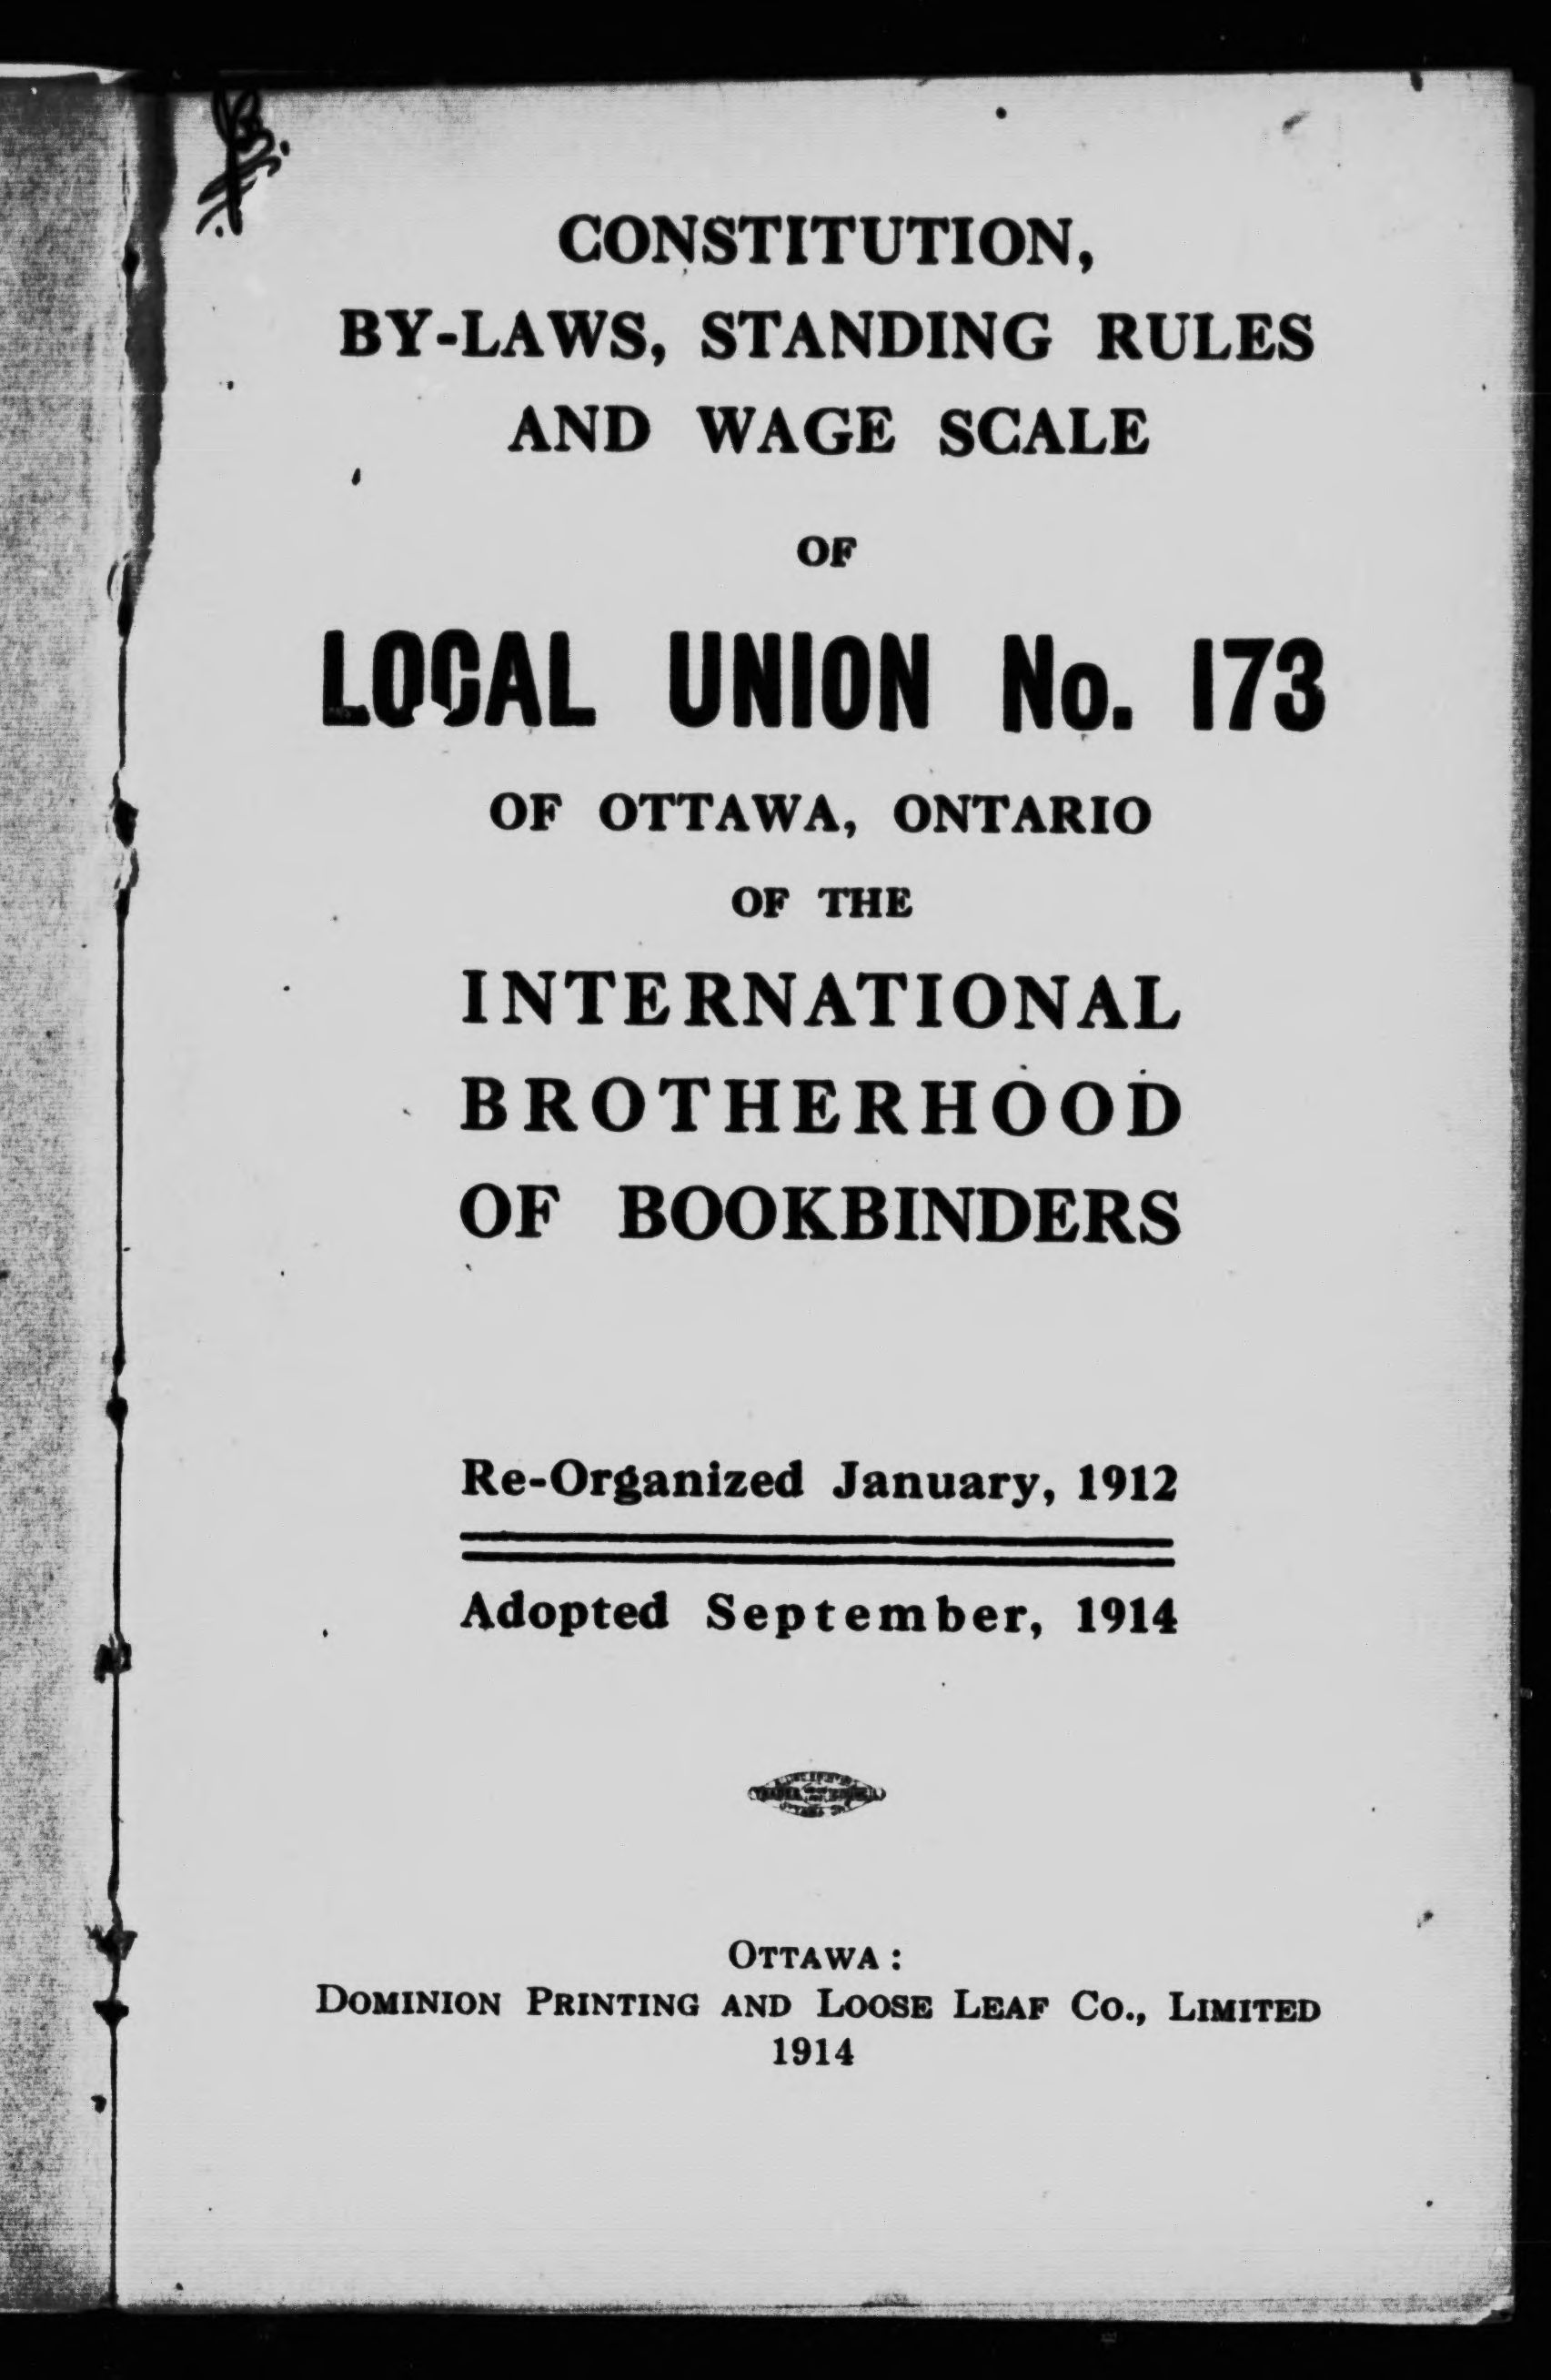 CONSTITUTION,
BY-LAWS, STANDING RULES
AND WAGE SCALE
OF
LOCAL UNION No. 173
OF OTTAWA, ONTARIO
OF THE
INTERNATIONAL
BROTHERHOOD
OF BOOKBINDERS
Re-Organized January, 1912
Adopted September, 1914
OTTAWA:
DOMINION PRINTING AND LOOSE LEAF CO., LIMITED
1914